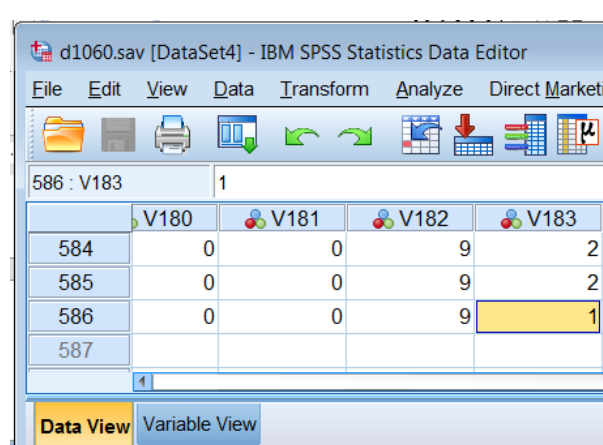 d1060.sav [DataSet4] - IBM SPSS Statistics Data Editor
File Edit View Data Transform Analyze Direct Marketi
μ
586 : V183 1
V180 V181 V182 V183
584 0 0 9 2
585 0 0 9 2
586 0 0 9 1
587
Data View Variable View